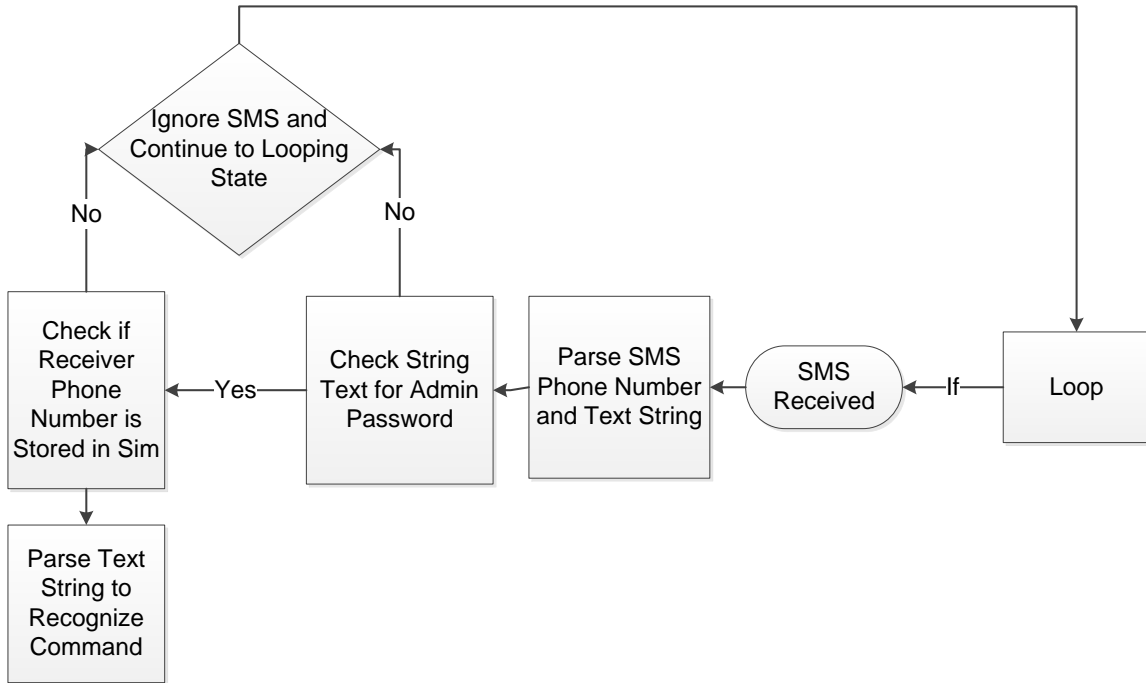 Ignore SMS and
Continue to Looping
State
No
No
Check if
Receiver
Phone
Number is
Stored in Sim
Yes
Check String
Text for Admin
Password
Parse SMS
Phone Number
and Text String
SMS
Received
If
Loop
Parse Text
String to
Recognize
Command